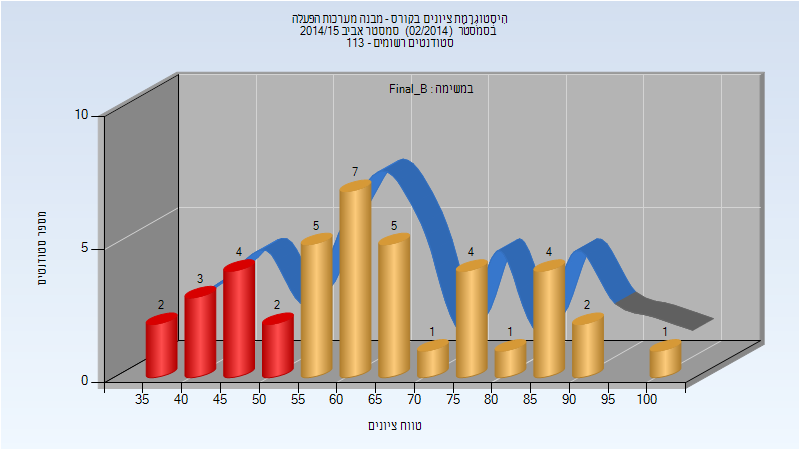 היסטוגרמת ציונים בקורס - מבנה מערכות הפעלה
בסמסטר (02/2014) סמסטר אביב 2014/15
סטודנטים רשומים - 113
במשימה : Final_B
מספר סטודנטים
10
5
0
2
3
4
2
5
7
5
1
4
1
4
2
1
35 40 45 50 55 60 65 70 75 80 85 90 95 100
טווח ציונים